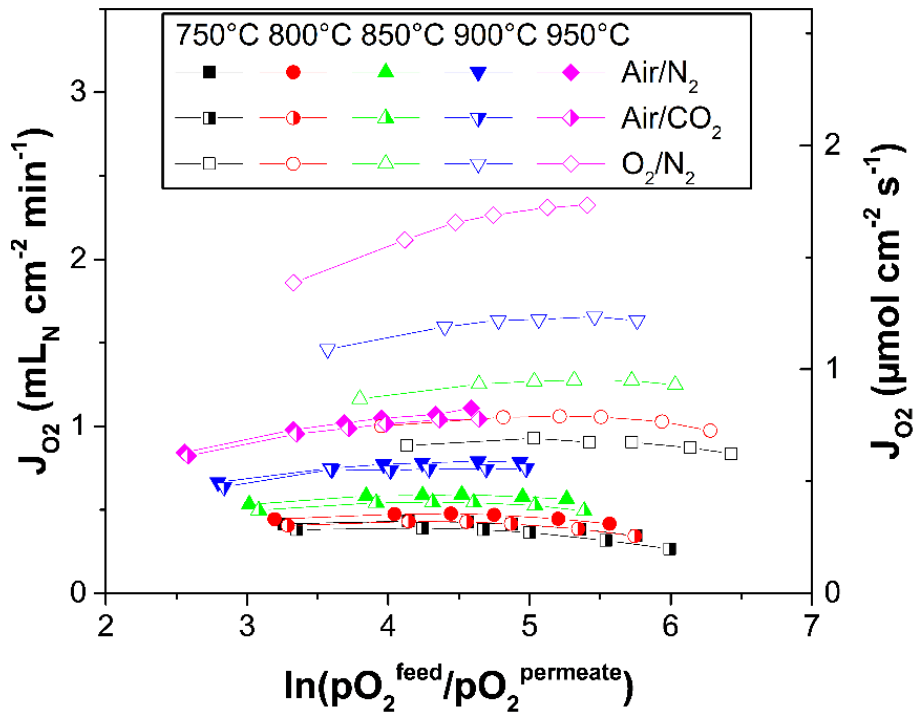 750°C 800°C 850°C 900°C 950°C
Air/N2
Air/CO2
O2/N2
3
2
1
0
JO2 (mLN cm-2 min-1)
2
1
0
JO2 (µmol cm-2 s-1)
2 3 4 5 6 7
ln(pO2feed/pO2permeate)